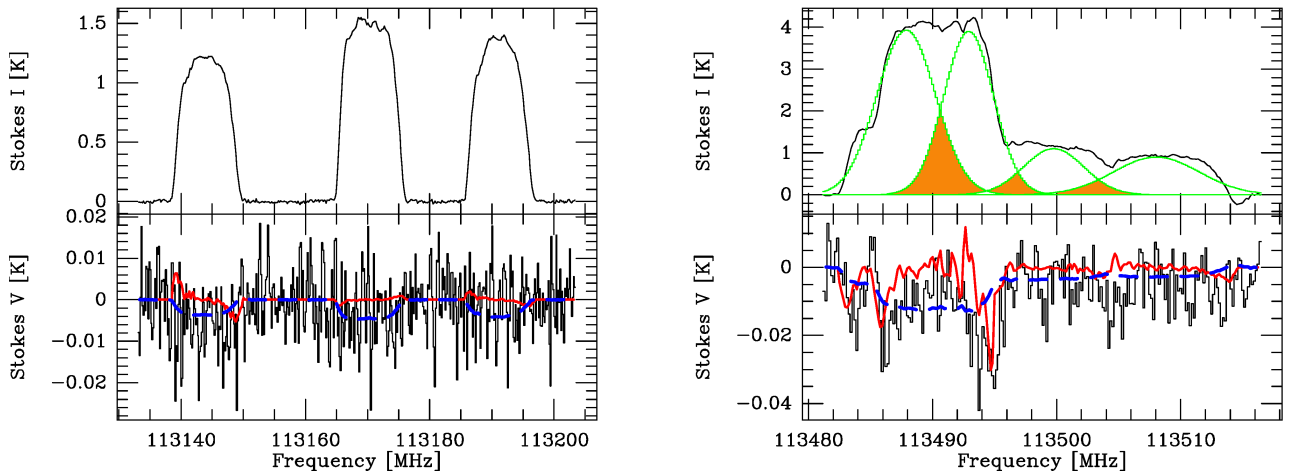 Stokes I [K]
1.5
1
0.5
0
Stokes V [K]
0.02
0.01
0
−0.01
−0.02
113140 113160 113180 113200
Frequency [MHz]
Stokes I [K]
4
3
2
1
0
Stokes V [K]
0
−0.02
−0.04
113480 113490 113500 113510
Frequency [MHz]